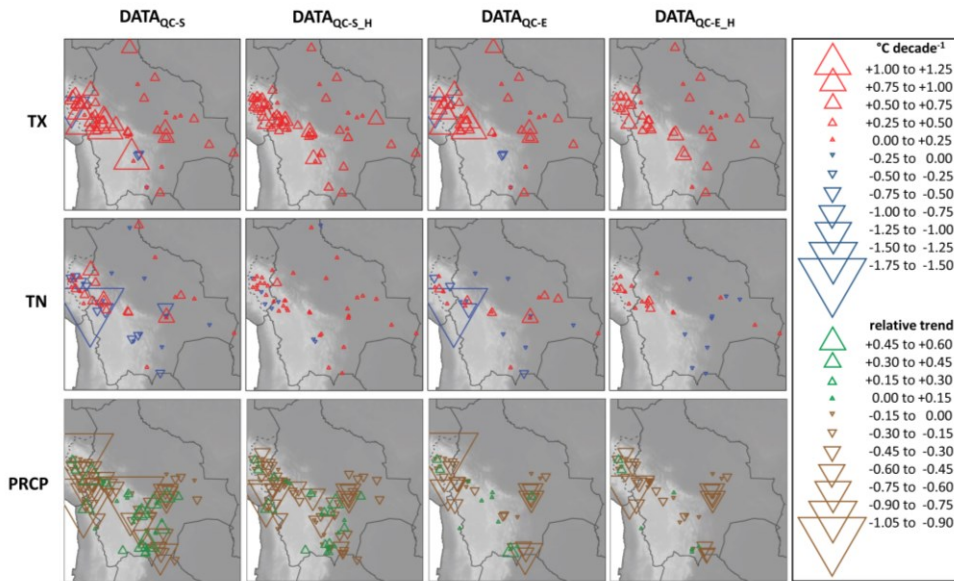 DATAQC-S DATAQC-S_H DATAQC-E DATAQC-E_H
TX
TN
PRCP
°C decade-1
+1.00 to +1.25
+0.75 to +1.00
+0.50 to +0.75
+0.25 to +0.50
0.00 to +0.25
-0.25 to 0.00
-0.50 to -0.25
-0.75 to -0.50
-1.00 to -0.75
-1.25 to -1.00
-1.50 to -1.25
-1.75 to -1.50
relative trend
+0.45 to +0.60
+0.30 to +0.45
+0.15 to +0.30
0.00 to +0.15
-0.15 to 0.00
-0.30 to -0.15
-0.45 to -0.30
-0.60 to -0.45
-0.75 to -0.60
-0.90 to -0.75
-1.05 to -0.90